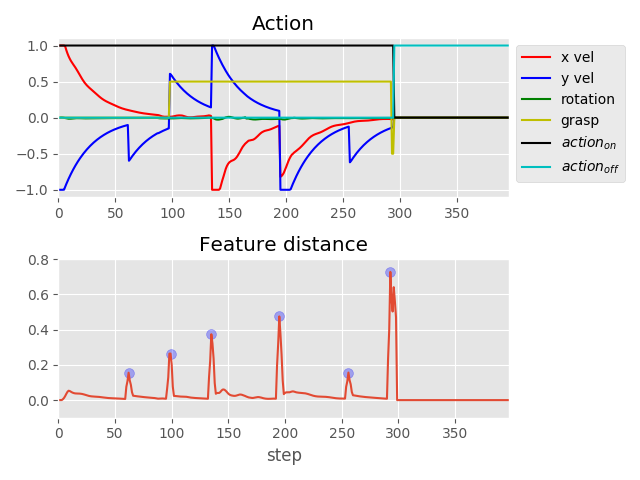 Action
1.0
0.5
0.0
−0.5
−1.0
0 50 100 150 200 250 300 350
x vel
y vel
rotation
grasp
action_on
action_off
Feature distance
0.8
0.6
0.4
0.2
0.0
0 50 100 150 200 250 300 350
step